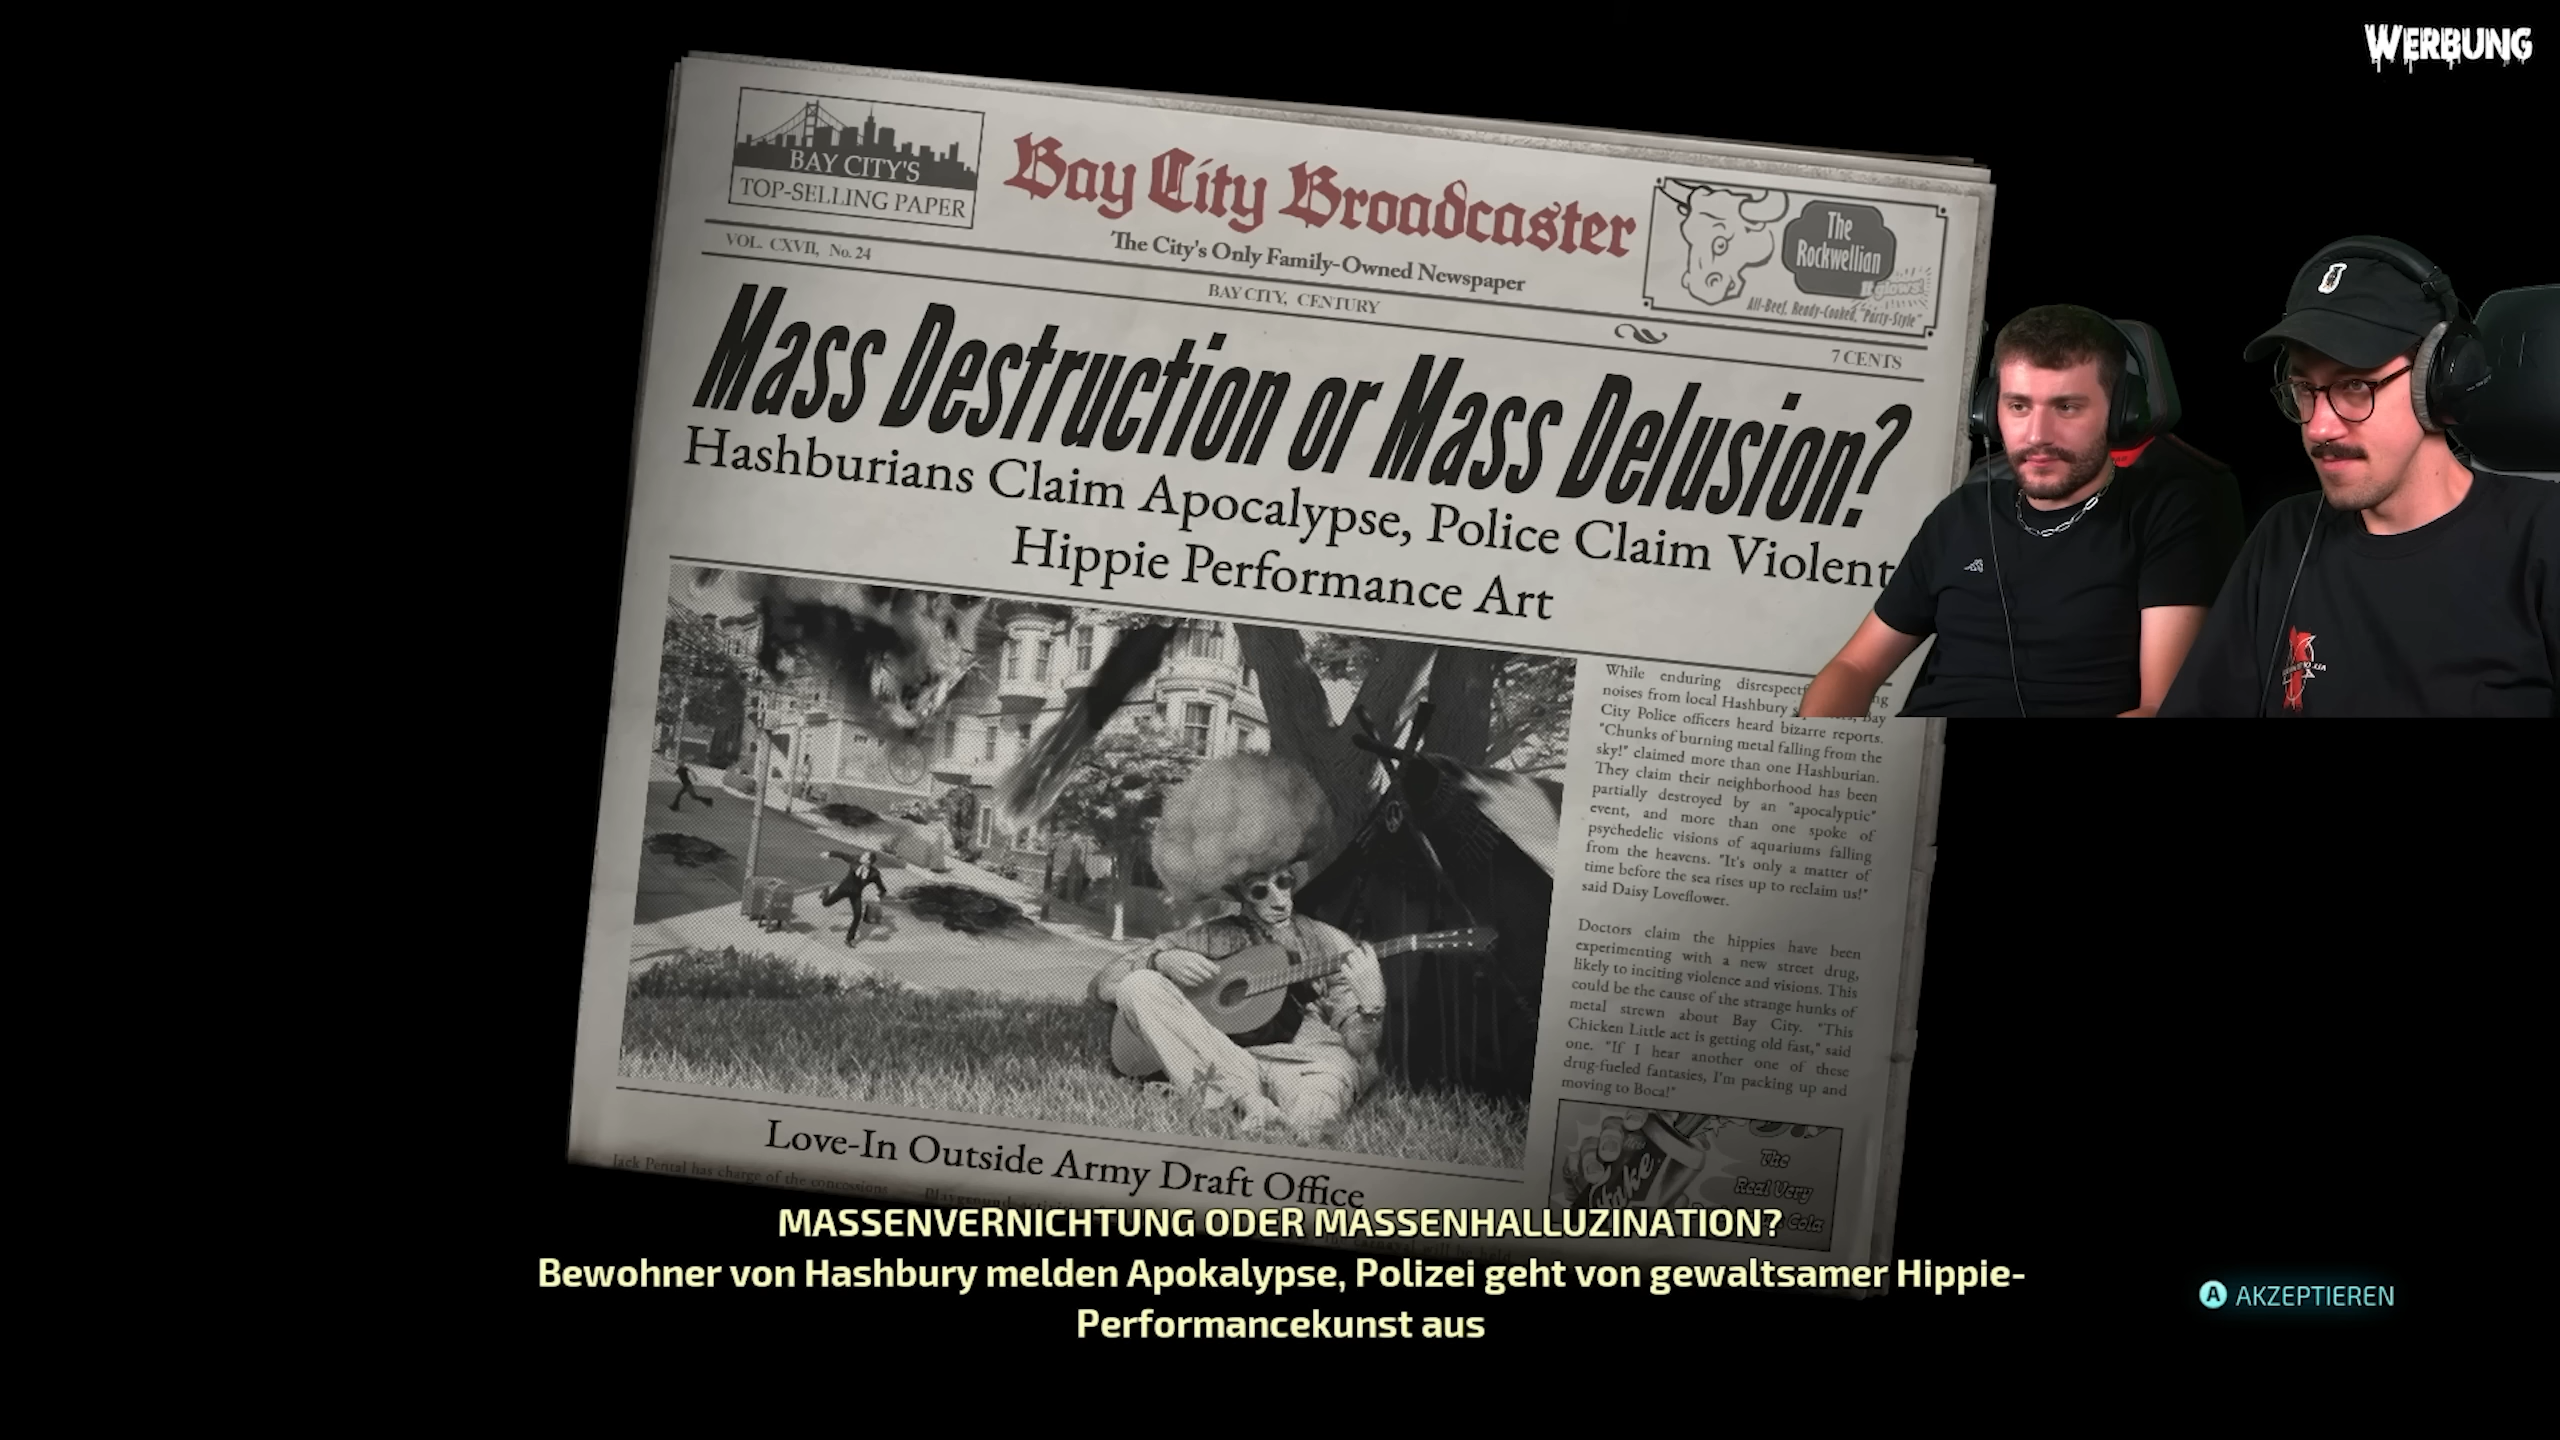 WERBUNG
BAY CITY'S
TOP-SELLING PAPER
Bay City Broadcaster
The City's Only Family-Owned Newspaper
The
Rockwellian
It glows!
All-Beef, Ready-Cooked, "Party-Style"
VOL. CXVII, No. 24
BAY CITY, CENTURY
7 CENTS
Mass Destruction or Mass Delusion?
Hashburians Claim Apocalypse, Police Claim Violent
Hippie Performance Art
While enduring
noises from local Hashbury Bay
City Police officers heard bizarre reports.
"Chunks of burning metal falling from the
sky!" claimed more than one Hashburian.
They claim their neighborhood has been
partially destroyed by an "apocalyptic"
event, and more than one spoke of
psychedelic visions of aquariums falling
from the heavens. "It's only a matter of
time before the sea rises up to reclaim us!"
said Daisy Loveflower.
Doctors claim the hippies have been
experimenting with a new street drug,
likely to inciting violence and visions. This
could be the cause of the strange hunks of
metal strewn about Bay City. "This
Chicken Little act is getting old fast," said
one. "If I hear another one of these
drug-fueled fantasies, I'm packing up and
moving to Boca!"
Love-In Outside Army Draft Office
Jack Pental has charge of the concessions
The
Real Very
Cola
MASSENVERNICHTUNG ODER MASSENHALLUZINATION?
Bewohner von Hashbury melden Apokalypse, Polizei geht von gewaltsamer Hippie-
Performancekunst aus
A AKZEPTIEREN